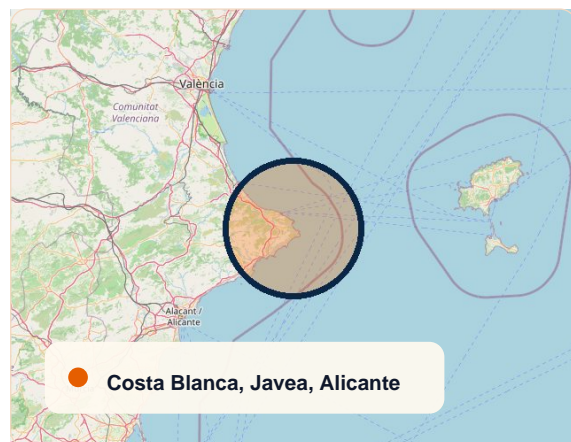 València
Comunitat
Valenciana
Alacant /
Alicante
Costa Blanca, Javea, Alicante